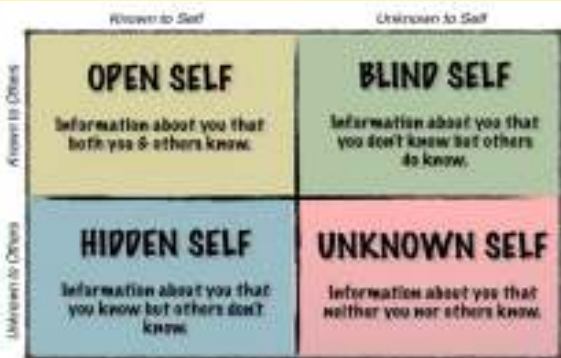 Known to Self
Unknown to Self
Known to Others
OPEN SELF
Information about you that
both you & others know.
BLIND SELF
Information about you that
you don't know but others
do know.
Unknown to Others
HIDDEN SELF
Information about you that
you know but others don't
know.
UNKNOWN SELF
Information about you that
neither you nor others know.